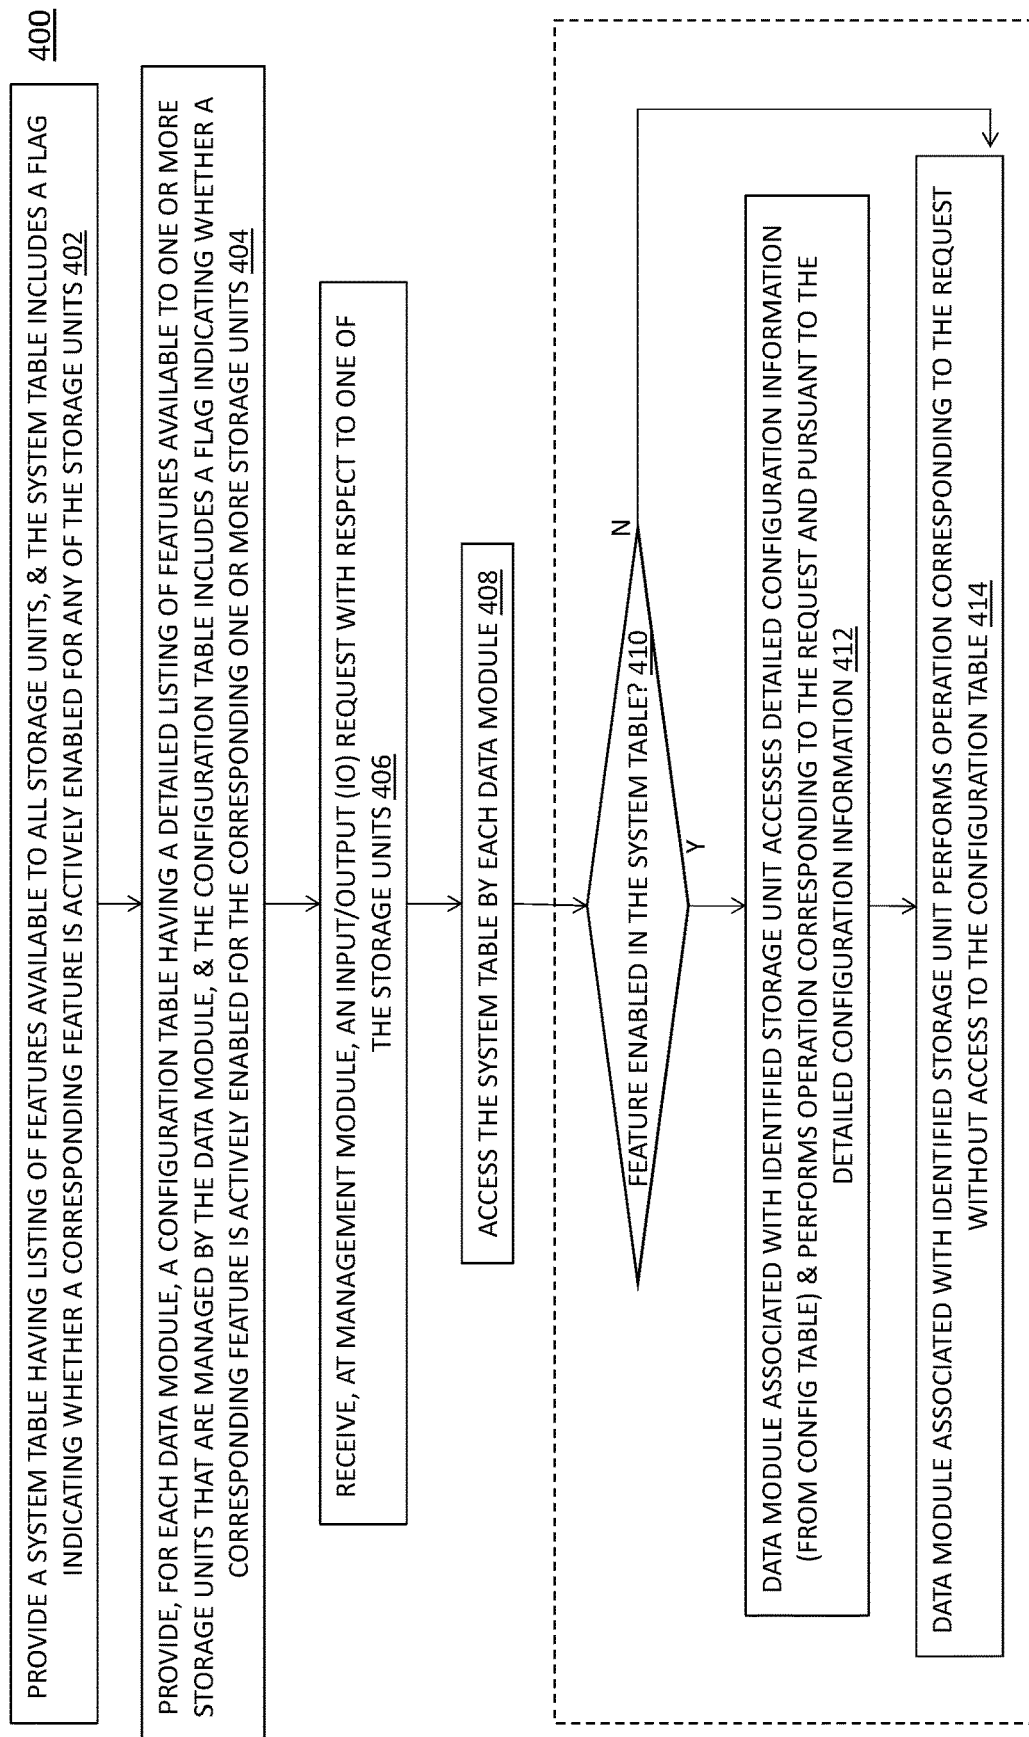 400
PROVIDE A SYSTEM TABLE HAVING LISTING OF FEATURES AVAILABLE TO ALL STORAGE UNITS, & THE SYSTEM TABLE INCLUDES A FLAG
INDICATING WHETHER A CORRESPONDING FEATURE IS ACTIVELY ENABLED FOR ANY OF THE STORAGE UNITS 402
PROVIDE, FOR EACH DATA MODULE, A CONFIGURATION TABLE HAVING A DETAILED LISTING OF FEATURES AVAILABLE TO ONE OR MORE
STORAGE UNITS THAT ARE MANAGED BY THE DATA MODULE, & THE CONFIGURATION TABLE INCLUDES A FLAG INDICATING WHETHER A
CORRESPONDING FEATURE IS ACTIVELY ENABLED FOR THE CORRESPONDING ONE OR MORE STORAGE UNITS 404
RECEIVE, AT MANAGEMENT MODULE, AN INPUT/OUTPUT (IO) REQUEST WITH RESPECT TO ONE OF
THE STORAGE UNITS 406
ACCESS THE SYSTEM TABLE BY EACH DATA MODULE 408
FEATURE ENABLED IN THE SYSTEM TABLE? 410
N
Y
DATA MODULE ASSOCIATED WITH IDENTIFIED STORAGE UNIT ACCESSES DETAILED CONFIGURATION INFORMATION
(FROM CONFIG TABLE) & PERFORMS OPERATION CORRESPONDING TO THE REQUEST AND PURSUANT TO THE
DETAILED CONFIGURATION INFORMATION 412
DATA MODULE ASSOCIATED WITH IDENTIFIED STORAGE UNIT PERFORMS OPERATION CORRESPONDING TO THE REQUEST
WITHOUT ACCESS TO THE CONFIGURATION TABLE 414